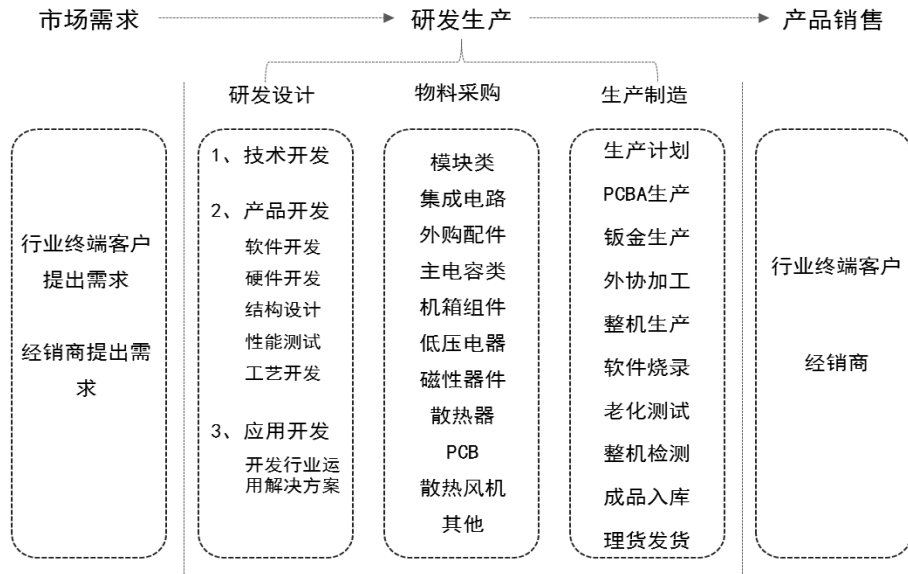 市场需求
研发生产
产品销售
研发设计
物料采购
生产制造
行业终端客户
提出需求
经销商提出需
求
1、技术开发
2、产品开发
软件开发
硬件开发
结构设计
性能测试
工艺开发
3、应用开发
开发行业运
用解决方案
模块类
集成电路
外购配件
主电容类
机箱组件
低压电器
磁性器件
散热器
PCB
散热风机
其他
生产计划
PCBA生产
钣金生产
外协加工
整机生产
软件烧录
老化测试
整机检测
成品入库
理货发货
行业终端客户
经销商